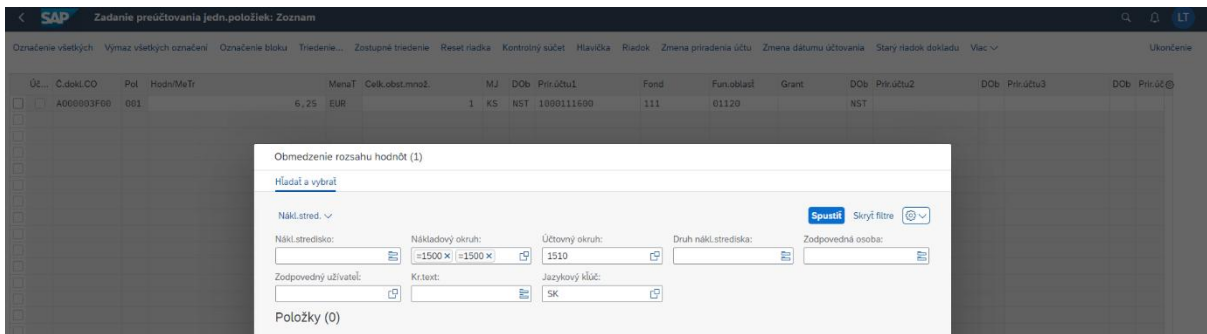 SAP Zadanie preúčtovania jedn.položiek: Zoznam LT
Označenie všetkých Výmaz všetkých označení Označenie bloku Triedenie... Zostupné triedenie Reset riadka Kontrolný súčet Hlavička Riadok Zmena priradenia účtu Zmena dátumu účtovania Starý riadok dokladu Viac Ukončenie
Úč... Č.dokl.CO Pol Hodn/MeTr MenaT Celk.obst.množ. MJ DOb Prir.účtu1 Fond Fun.oblasť Grant DOb Prir.účtu2 DOb Prir.účtu3 DOb Prir.úč
A000003F00 001 6,25 EUR 1 KS NST 1000111600 111 01120 NST
Obmedzenie rozsahu hodnôt (1)
Hľadať a vybrať
Nákl.stred. Spustiť Skryť filtre
Nákl.stredisko: Nákladový okruh: Účtovný okruh: Druh nákl.strediska: Zodpovedná osoba:
=1500 × =1500 × 1510
Zodpovedný užívateľ: Kr.text: Jazykový kľúč:
SK
Položky (0)